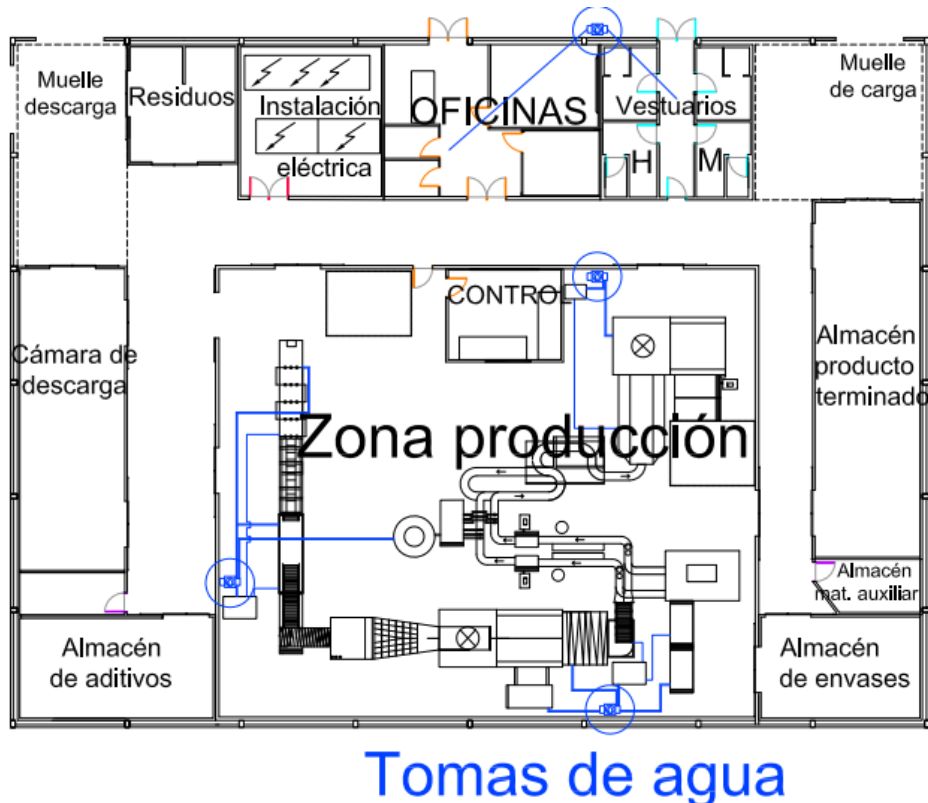 Muelle
descarga
Residuos
Instalación
eléctrica
OFICINAS
Vestuarios
H
M
Muelle
de carga
CONTRO
Cámara de
descarga
Zona producción
Almacén
producto
terminado
Almacén
mat. auxiliar
Almacén
de aditivos
Almacén
de envases
Tomas de agua